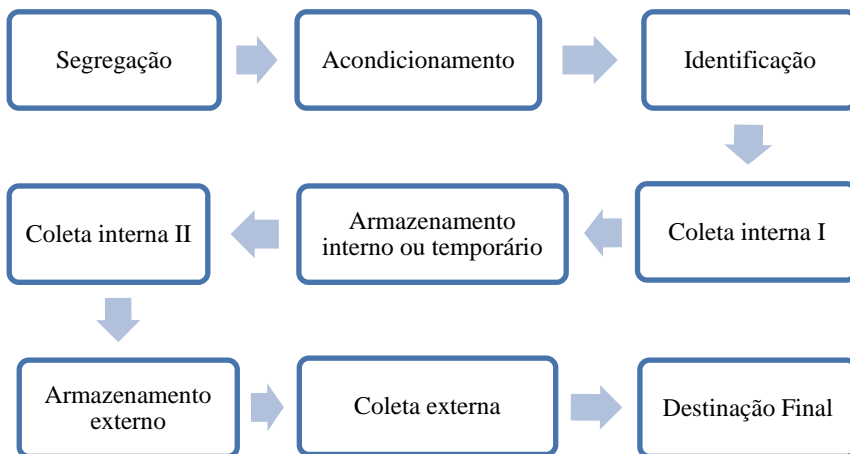 Segregação
Acondicionamento
Identificação
Coleta interna I
Armazenamento
interno ou temporário
Coleta interna II
Armazenamento
externo
Coleta externa
Destinação Final